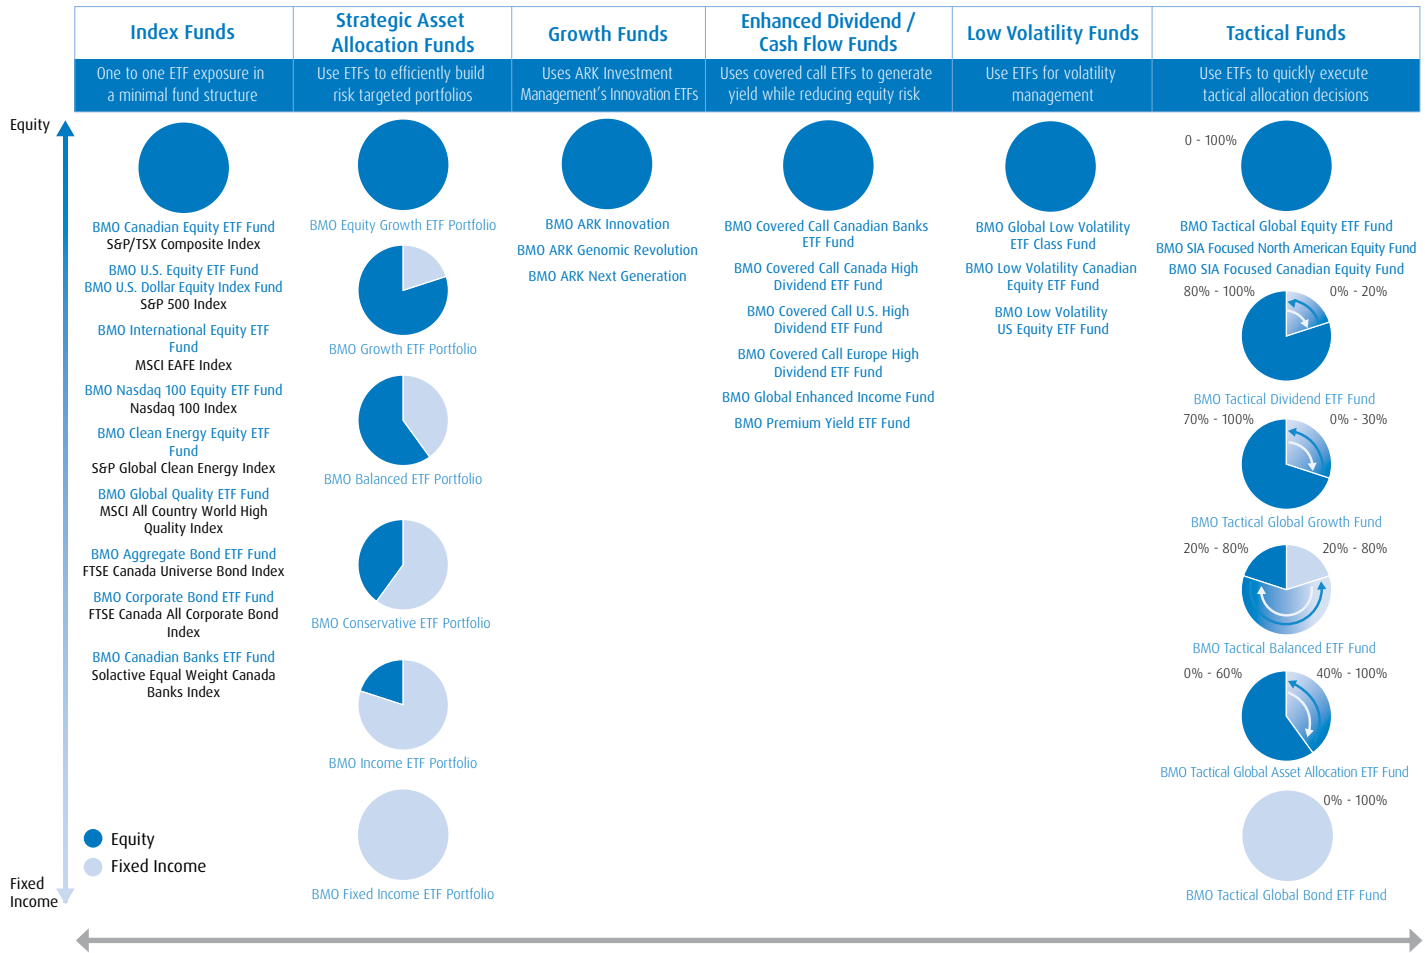 Index Funds
One to one ETF exposure in
a minimal fund structure
Strategic Asset
Allocation Funds
Use ETFs to efficiently build
risk targeted portfolios
Growth Funds
Uses ARK Investment
Management's Innovation ETFs
Enhanced Dividend /
Cash Flow Funds
Uses covered call ETFs to generate
yield while reducing equity risk
Low Volatility Funds
Use ETFs for volatility
management
Tactical Funds
Use ETFs to quickly execute
tactical allocation decisions
Equity
BMO Canadian Equity ETF Fund
S&P/TSX Composite Index
BMO U.S. Equity ETF Fund
BMO U.S. Dollar Equity Index Fund
S&P 500 Index
BMO International Equity ETF
Fund
MSCI EAFE Index
BMO Nasdaq 100 Equity ETF Fund
Nasdaq 100 Index
BMO Clean Energy Equity ETF
Fund
S&P Global Clean Energy Index
BMO Global Quality ETF Fund
MSCI All Country World High
Quality Index
BMO Aggregate Bond ETF Fund
FTSE Canada Universe Bond Index
BMO Corporate Bond ETF Fund
FTSE Canada All Corporate Bond
Index
BMO Canadian Banks ETF Fund
Solactive Equal Weight Canada
Banks Index
BMO Equity Growth ETF Portfolio
BMO Growth ETF Portfolio
BMO Balanced ETF Portfolio
BMO Conservative ETF Portfolio
BMO Income ETF Portfolio
BMO Fixed Income ETF Portfolio
BMO ARK Innovation
BMO ARK Genomic Revolution
BMO ARK Next Generation
BMO Covered Call Canadian Banks
ETF Fund
BMO Covered Call Canada High
Dividend ETF Fund
BMO Covered Call U.S. High
Dividend ETF Fund
BMO Covered Call Europe High
Dividend ETF Fund
BMO Global Enhanced Income Fund
BMO Premium Yield ETF Fund
BMO Global Low Volatility
ETF Class Fund
BMO Low Volatility Canadian
Equity ETF Fund
BMO Low Volatility
US Equity ETF Fund
0 - 100%
BMO Tactical Global Equity ETF Fund
BMO SIA Focused North American Equity Fund
BMO SIA Focused Canadian Equity Fund
80% - 100% 0% - 20%
BMO Tactical Dividend ETF Fund
70% - 100% 0% - 30%
BMO Tactical Global Growth Fund
20% - 80% 20% - 80%
BMO Tactical Balanced ETF Fund
0% - 60% 40% - 100%
BMO Tactical Global Asset Allocation ETF Fund
0% - 100%
BMO Tactical Global Bond ETF Fund
Equity
Fixed Income
Fixed
Income